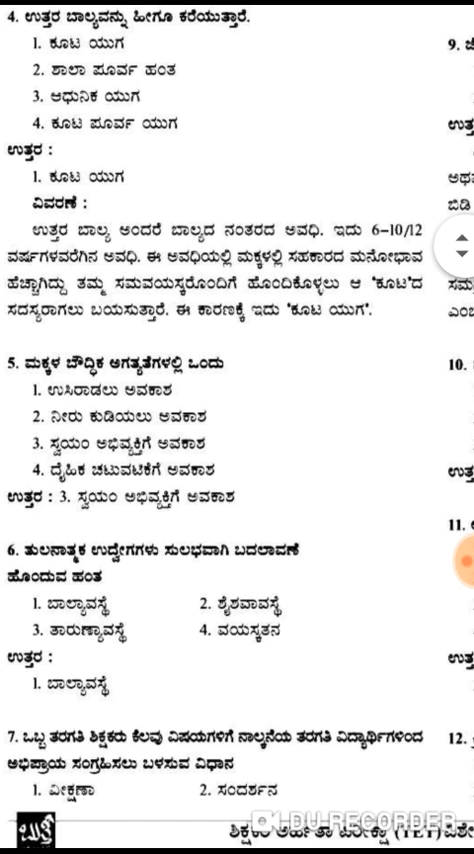 4. ಉತ್ತರ ಬಾಲ್ಯವನ್ನು ಹೀಗೂ ಕರೆಯುತ್ತಾರೆ.
1. ಕೂಟ ಯುಗ
2. ಶಾಲಾ ಪೂರ್ವ ಹಂತ
3. ಆಧುನಿಕ ಯುಗ
4. ಕೂಟ ಪೂರ್ವ ಯುಗ
ಉತ್ತರ :
1. ಕೂಟ ಯುಗ
ವಿವರಣೆ :
ಉತ್ತರ ಬಾಲ್ಯ ಅಂದರೆ ಬಾಲ್ಯದ ನಂತರದ ಅವಧಿ. ಇದು 6-10/12
ವರ್ಷಗಳವರೆಗಿನ ಅವಧಿ. ಈ ಅವಧಿಯಲ್ಲಿ ಮಕ್ಕಳಲ್ಲಿ ಸಹಕಾರದ ಮನೋಭಾವ
ಹೆಚ್ಚಾಗಿದ್ದು ತಮ್ಮ ಸಮವಯಸ್ಕರೊಂದಿಗೆ ಹೊಂದಿಕೊಳ್ಳಲು ಆ 'ಕೂಟ'ದ
ಸದಸ್ಯರಾಗಲು ಬಯಸುತ್ತಾರೆ. ಈ ಕಾರಣಕ್ಕೆ ಇದು 'ಕೂಟ ಯುಗ'.
5. ಮಕ್ಕಳ ಬೌದ್ಧಿಕ ಅಗತ್ಯತೆಗಳಲ್ಲಿ ಒಂದು
1. ಉಸಿರಾಡಲು ಅವಕಾಶ
2. ನೀರು ಕುಡಿಯಲು ಅವಕಾಶ
3. ಸ್ವಯಂ ಅಭಿವ್ಯಕ್ತಿಗೆ ಅವಕಾಶ
4. ದೈಹಿಕ ಚಟುವಟಿಕೆಗೆ ಅವಕಾಶ
ಉತ್ತರ : 3. ಸ್ವಯಂ ಅಭಿವ್ಯಕ್ತಿಗೆ ಅವಕಾಶ
6. ತುಲನಾತ್ಮಕ ಉದ್ವೇಗಗಳು ಸುಲಭವಾಗಿ ಬದಲಾವಣೆ
ಹೊಂದುವ ಹಂತ
1. ಬಾಲ್ಯಾವಸ್ಥೆ 2. ಶೈಶವಾವಸ್ಥೆ
3. ತಾರುಣ್ಯಾವಸ್ಥೆ 4. ವಯಸ್ಕತನ
ಉತ್ತರ :
1. ಬಾಲ್ಯಾವಸ್ಥೆ
7. ಒಬ್ಬ ತರಗತಿ ಶಿಕ್ಷಕರು ಕೆಲವು ವಿಷಯಗಳಿಗೆ ನಾಲ್ಕನೆಯ ತರಗತಿ ವಿದ್ಯಾರ್ಥಿಗಳಿಂದ
ಅಭಿಪ್ರಾಯ ಸಂಗ್ರಹಿಸಲು ಬಳಸುವ ವಿಧಾನ
1. ವೀಕ್ಷಣಾ 2. ಸಂದರ್ಶನ
9.
10.
11.
12.
ಶಿಕ್ಷಕರ ಅರ್ಹತಾ ಪರೀಕ್ಷಾ (TET)
DU RECORDER